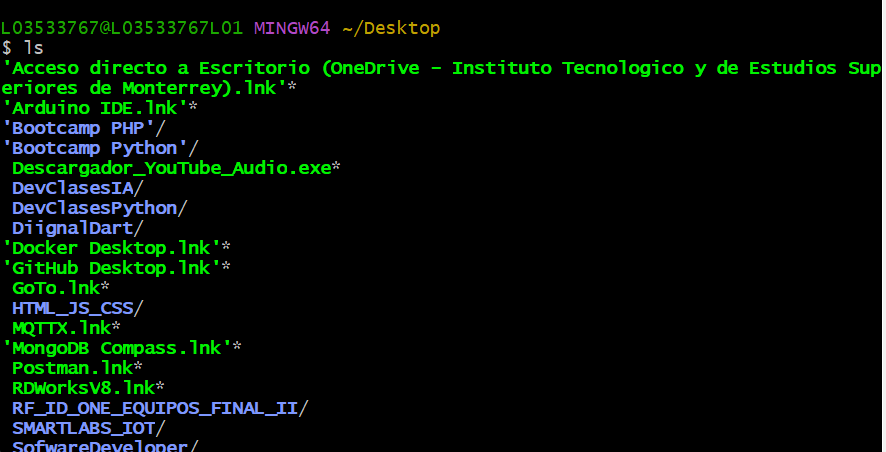 L03533767@L03533767L01 MINGW64 ~/Desktop
$ ls
'Acceso directo a Escritorio (OneDrive - Instituto Tecnologico y de Estudios Sup
eriores de Monterrey).lnk'*
'Arduino IDE.lnk'*
'Bootcamp PHP'/
'Bootcamp Python'/
Descargador_YouTube_Audio.exe*
DevClasesIA/
DevClasesPython/
DiignalDart/
'Docker Desktop.lnk'*
'GitHub Desktop.lnk'*
GoTo.lnk*
HTML_JS_CSS/
MQTTX.lnk*
'MongoDB Compass.lnk'*
Postman.lnk*
RDWorksV8.lnk*
RF_ID_ONE_EQUIPOS_FINAL_II/
SMARTLABS_IOT/
SofwareDeveloper/